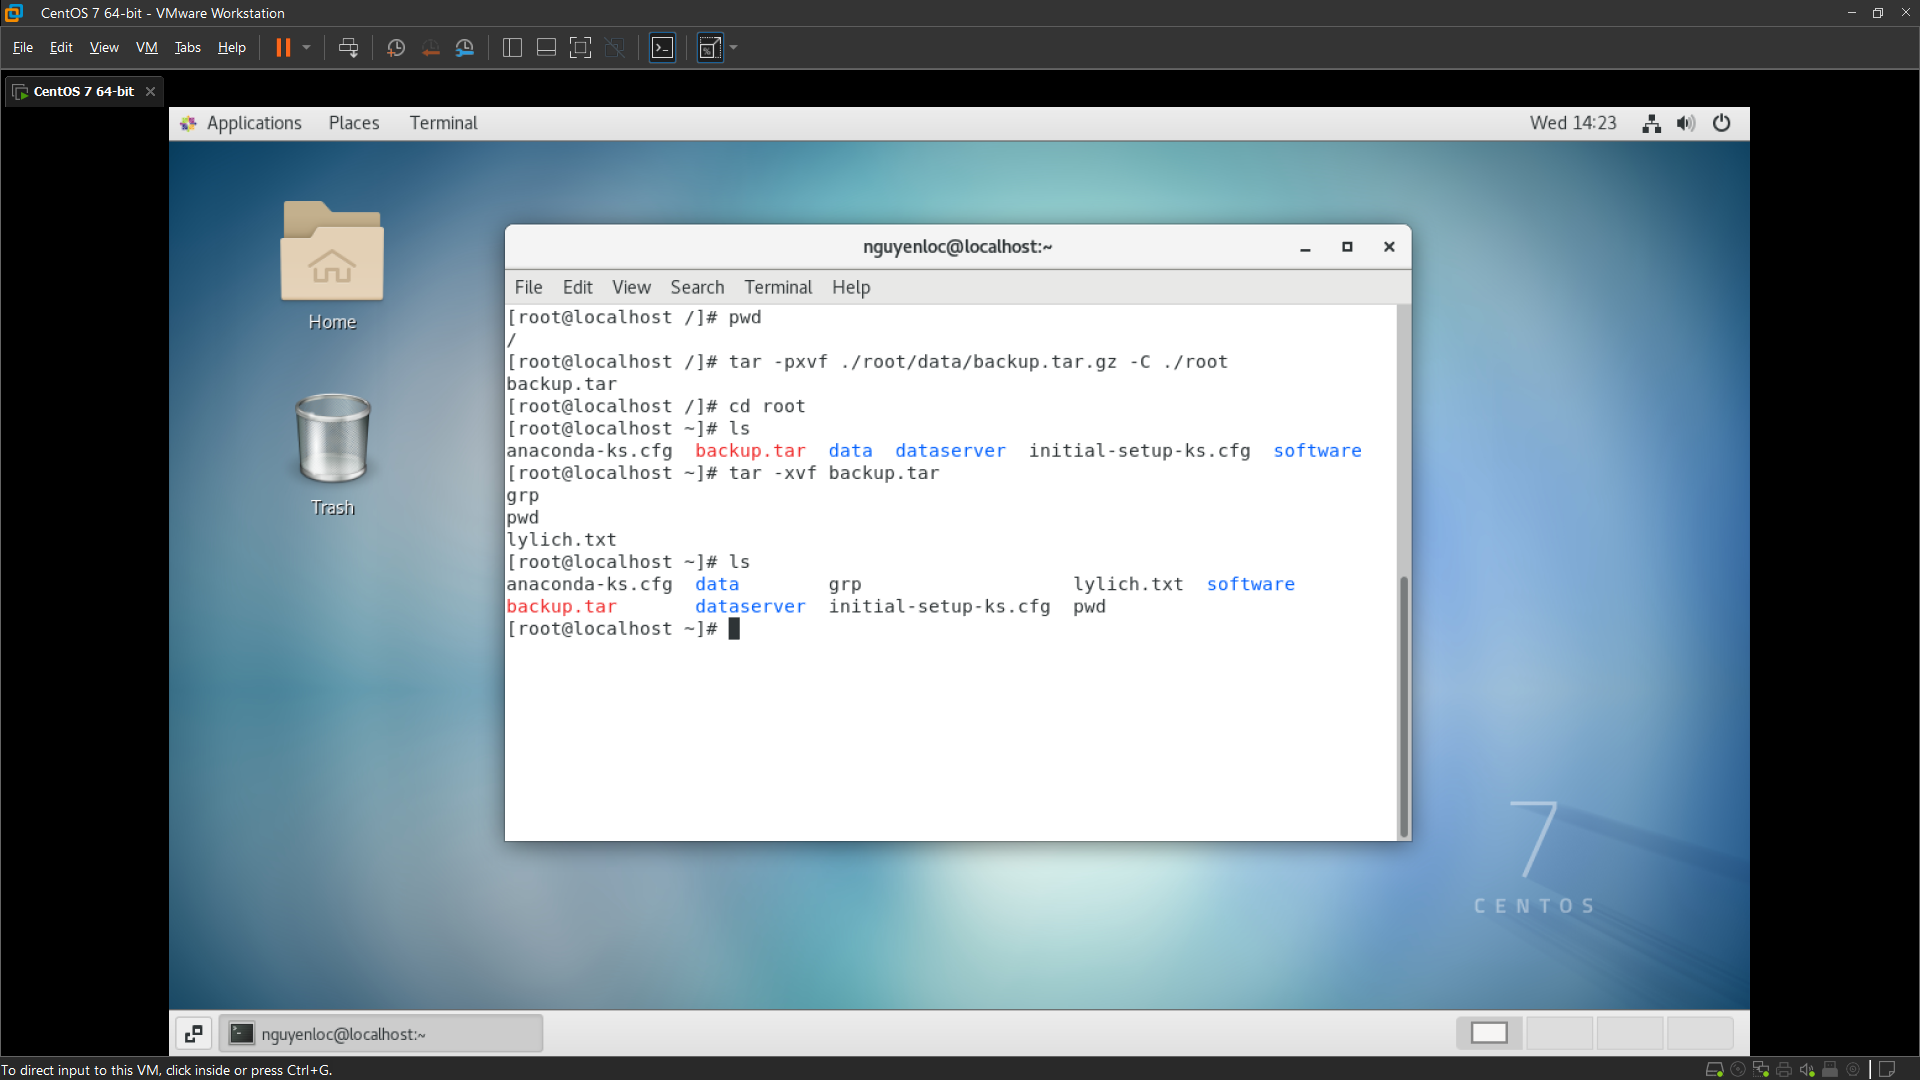 CentOS 7 64-bit - VMware Workstation
File Edit View VM Tabs Help
CentOS 7 64-bit
Applications Places Terminal Wed 14:23
Home
Trash
nguyenloc@localhost:~
File Edit View Search Terminal Help
[root@localhost /]# pwd
/
[root@localhost /]# tar -pxvf ./root/data/backup.tar.gz -C ./root
backup.tar
[root@localhost /]# cd root
[root@localhost ~]# ls
anaconda-ks.cfg backup.tar data dataserver initial-setup-ks.cfg software
[root@localhost ~]# tar -xvf backup.tar
grp
pwd
lylich.txt
[root@localhost ~]# ls
anaconda-ks.cfg data grp lylich.txt software
backup.tar dataserver initial-setup-ks.cfg pwd
[root@localhost ~]#
7
CENTOS
nguyenloc@localhost:~
To direct input to this VM, click inside or press Ctrl+G.